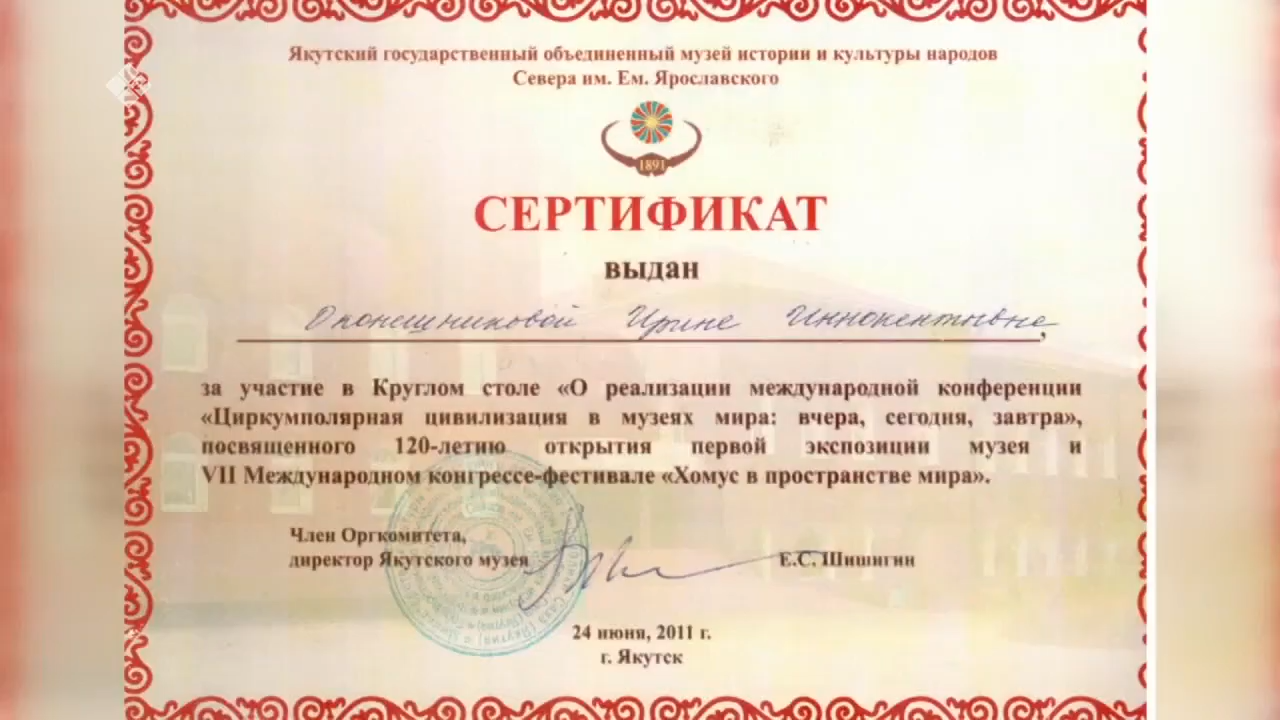 Якутский государственный объединенный музей истории и культуры народов
Севера им. Ем. Ярославского
1891
СЕРТИФИКАТ
выдан
Оконешниковой Ирине Иннокентьевне,
за участие в Круглом столе «О реализации международной конференции
«Циркумполярная цивилизация в музеях мира: вчера, сегодня, завтра»,
посвященного 120-летию открытия первой экспозиции музея и
VII Международном конгрессе-фестивале «Хомус в пространстве мира».
Член Оргкомитета,
директор Якутского музея
Е.С. Шишигин
24 июня, 2011 г.
г. Якутск